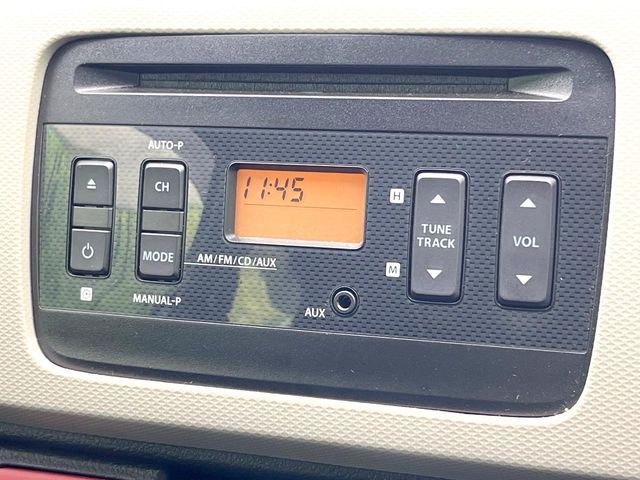 AUTO-P
CH
MODE
MANUAL-P
11:45
AM/FM/CD/AUX
AUX
H
M
TUNE
TRACK
VOL